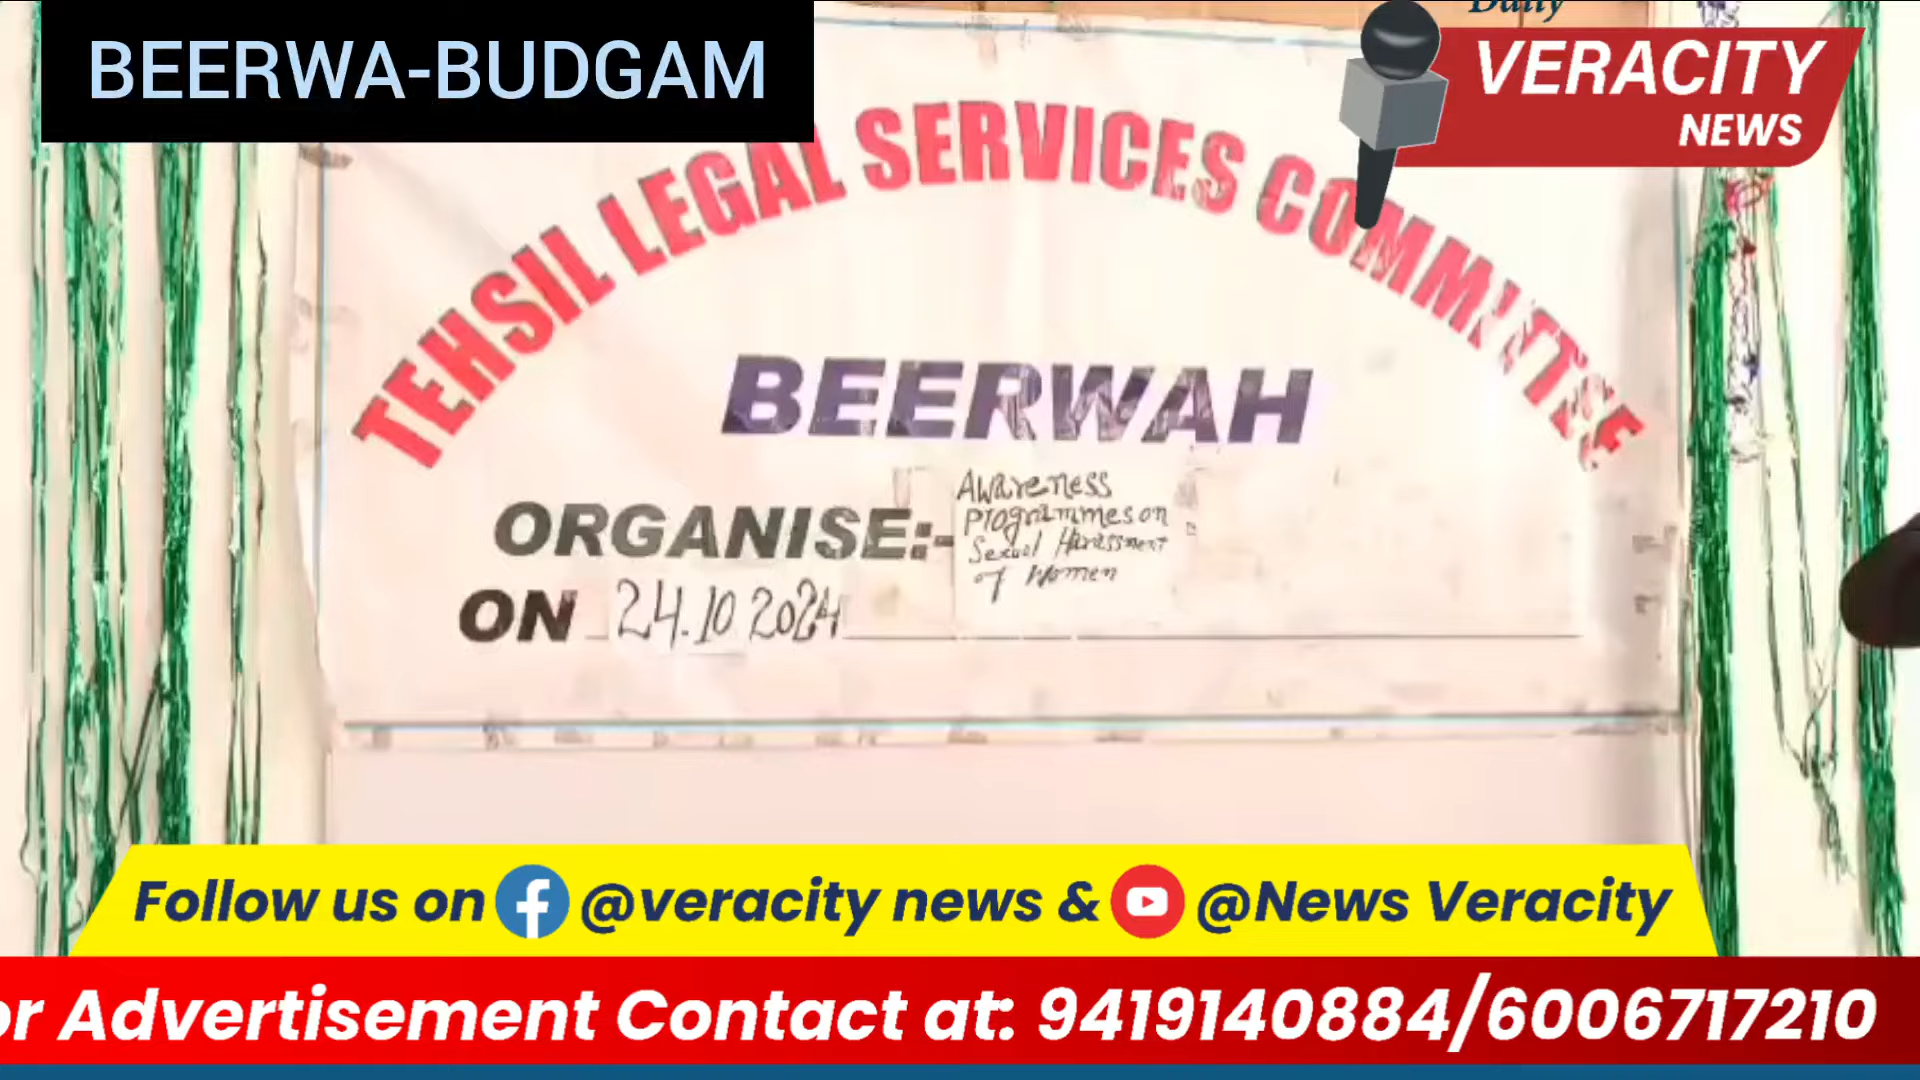 Daily
BEERWA-BUDGAM
VERACITY
NEWS
TEHSIL LEGAL SERVICES COMMITTEE
BEERWAH
ORGANISE:-
Awareness
Programmes on
Sexual Harassment
of Women
ON 24.10 2024
Follow us on @veracity news & @News Veracity
or Advertisement Contact at: 9419140884/6006717210